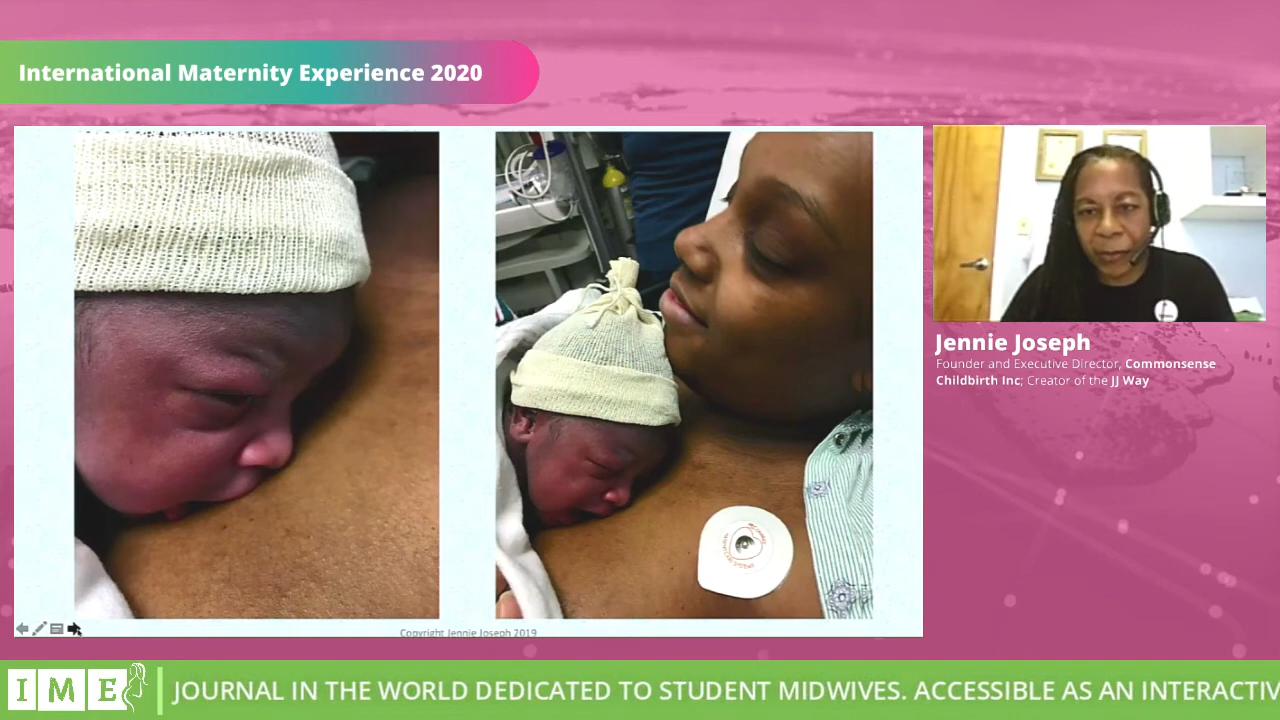 International Maternity Experience 2020
Jennie Joseph
Founder and Executive Director, Commonsense
Childbirth Inc; Creator of the JJ Way
Copyright Jennie Joseph 2019
IME
JOURNAL IN THE WORLD DEDICATED TO STUDENT MIDWIVES. ACCESSIBLE AS AN INTERACTIV